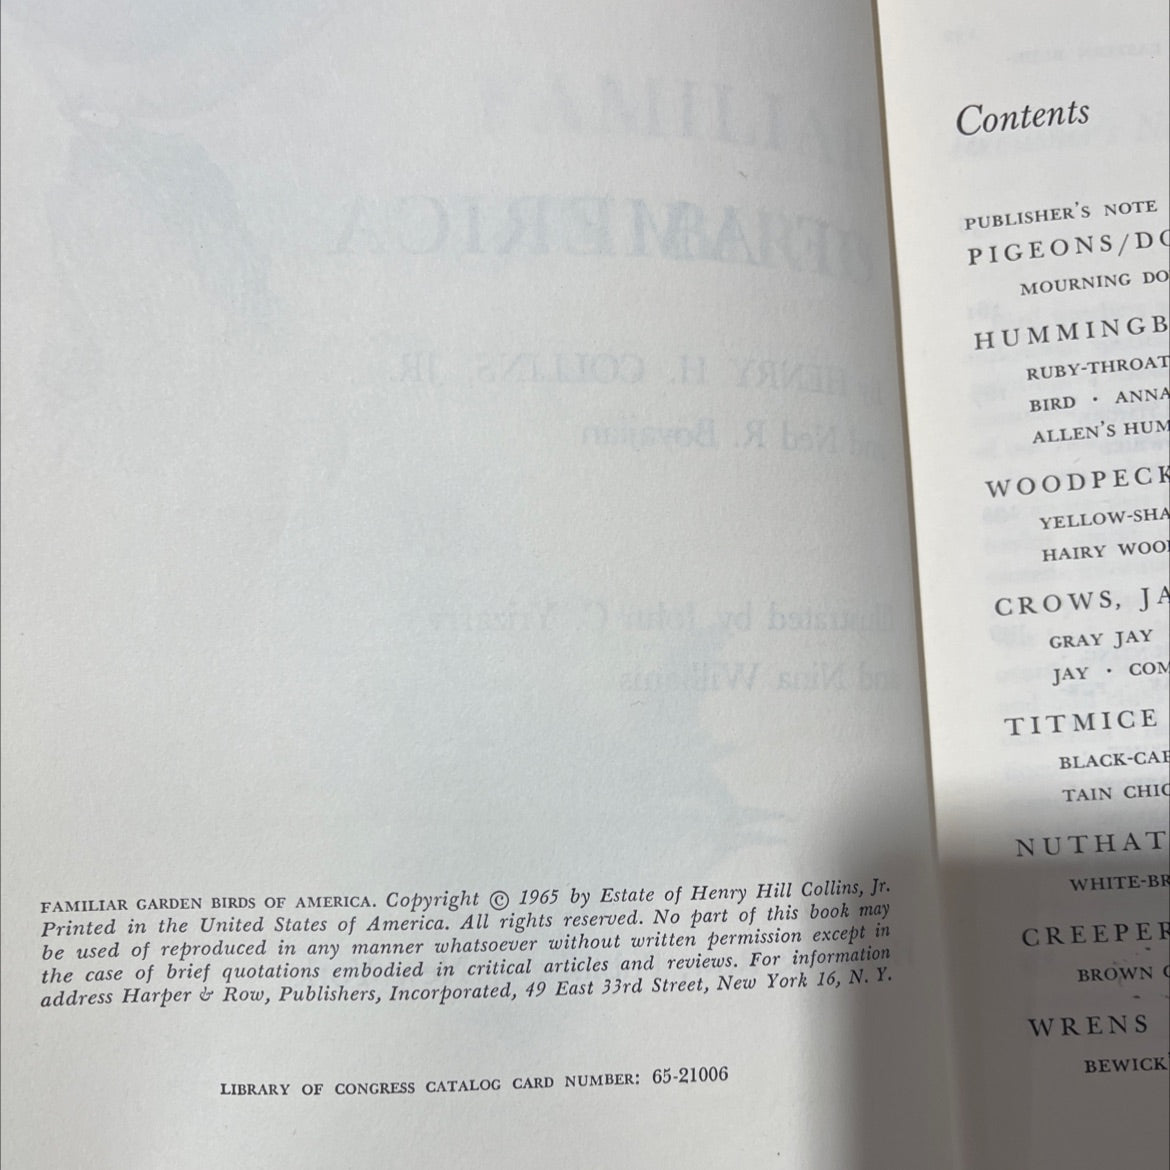 FAMILIAR GARDEN BIRDS OF AMERICA. Copyright © 1965 by Estate of Henry Hill Collins, Jr.
Printed in the United States of America. All rights reserved. No part of this book may
be used of reproduced in any manner whatsoever without written permission except in
the case of brief quotations embodied in critical articles and reviews. For information
address Harper & Row, Publishers, Incorporated, 49 East 33rd Street, New York 16, N. Y.
LIBRARY OF CONGRESS CATALOG CARD NUMBER: 65-21006
Contents
PUBLISHER'S NOTE
PIGEONS/DO
MOURNING DO
HUMMINGB
RUBY-THROAT
BIRD · ANNA
ALLEN'S HUM
WOODPECK
YELLOW-SHA
HAIRY WOO
CROWS, JA
GRAY JAY
JAY · COM
TITMICE
BLACK-CAP
TAIN CHIC
NUTHAT
WHITE-BR
CREEPER
BROWN C
WRENS
BEWICK'